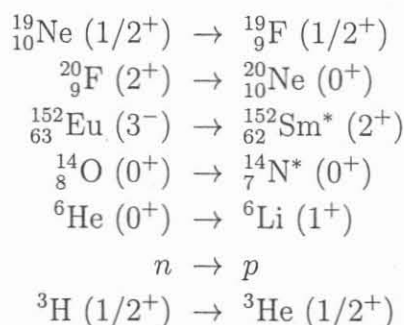 ¹⁹₁₀Ne (1/2⁺) → ¹⁹₉F (1/2⁺)
²⁰₉F (2⁺) → ²⁰₁₀Ne (0⁺)
¹⁵²₆₃Eu (3⁻) → ¹⁵²₆₂Sm* (2⁺)
¹⁴₈O (0⁺) → ¹⁴₇N* (0⁺)
⁶He (0⁺) → ⁶Li (1⁺)
n → p
³H (1/2⁺) → ³He (1/2⁺)